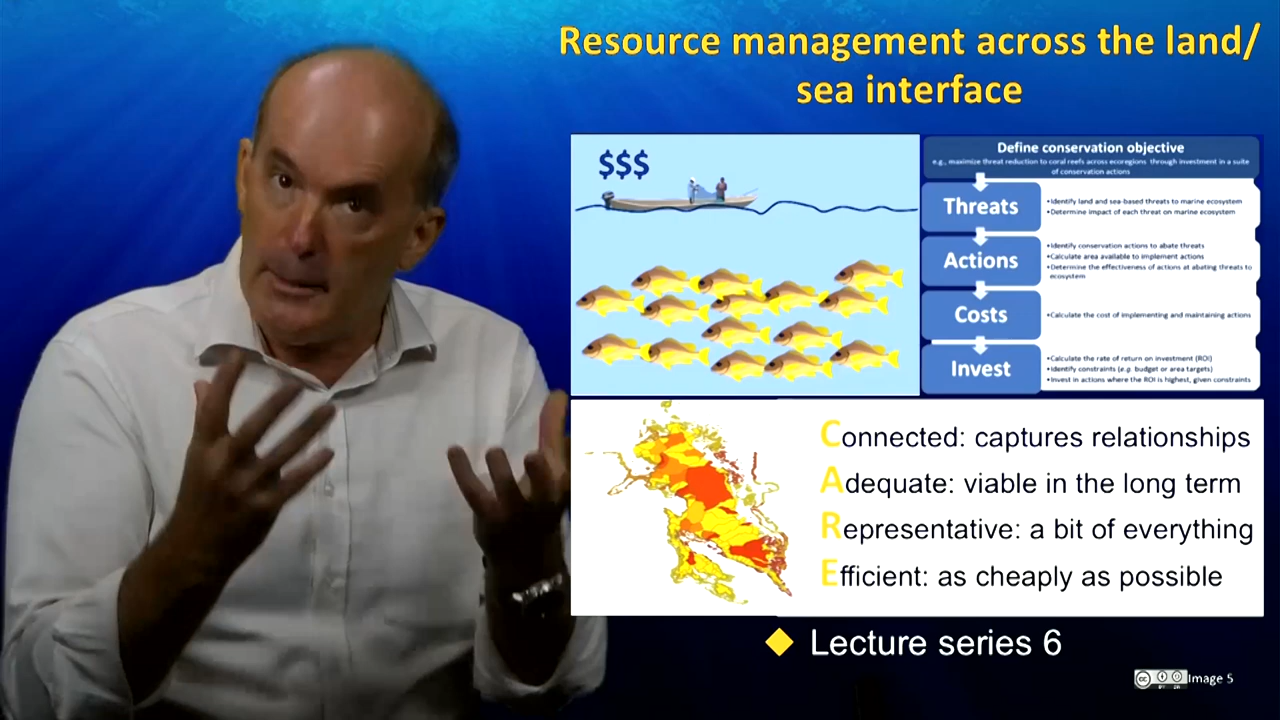 Resource management across the land/
sea interface
$$$
Define conservation objective
e.g., maximize threat reduction to coral reefs across ecoregions through investment in a suite
of conservation actions
Threats
•Identify land and sea-based threats to marine ecosystem
•Determine impact of each threat on marine ecosystem
Actions
•Identify conservation actions to abate threats
•Calculate area available to implement actions
•Determine the effectiveness of actions at abating threats to
ecosystem
Costs
•Calculate the cost of implementing and maintaining actions
Invest
•Calculate the rate of return on investment (ROI)
•Identify constraints (e.g. budget or area targets)
•Invest in actions where the ROI is highest, given constraints
Connected: captures relationships
Adequate: viable in the long term
Representative: a bit of everything
Efficient: as cheaply as possible
Lecture series 6
cc Image 5